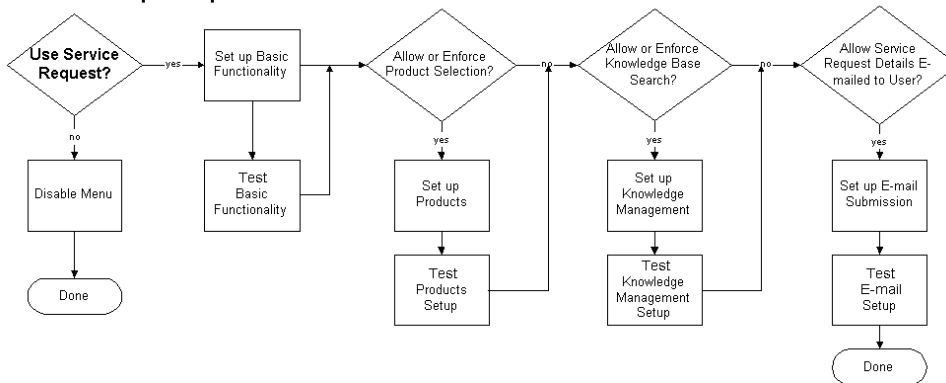 Use Service
Request?
yes
no
Disable Menu
Done
Set up Basic
Functionality
Test
Basic
Functionality
Allow or Enforce
Product Selection?
no
yes
Set up
Products
Test
Products
Setup
Allow or Enforce
Knowledge Base
Search?
no
yes
Set up
Knowledge
Management
Test
Knowledge
Management
Setup
Allow Service
Request Details E-
mailed to User?
yes
Set up E-mail
Submission
Test
E-mail
Setup
Done